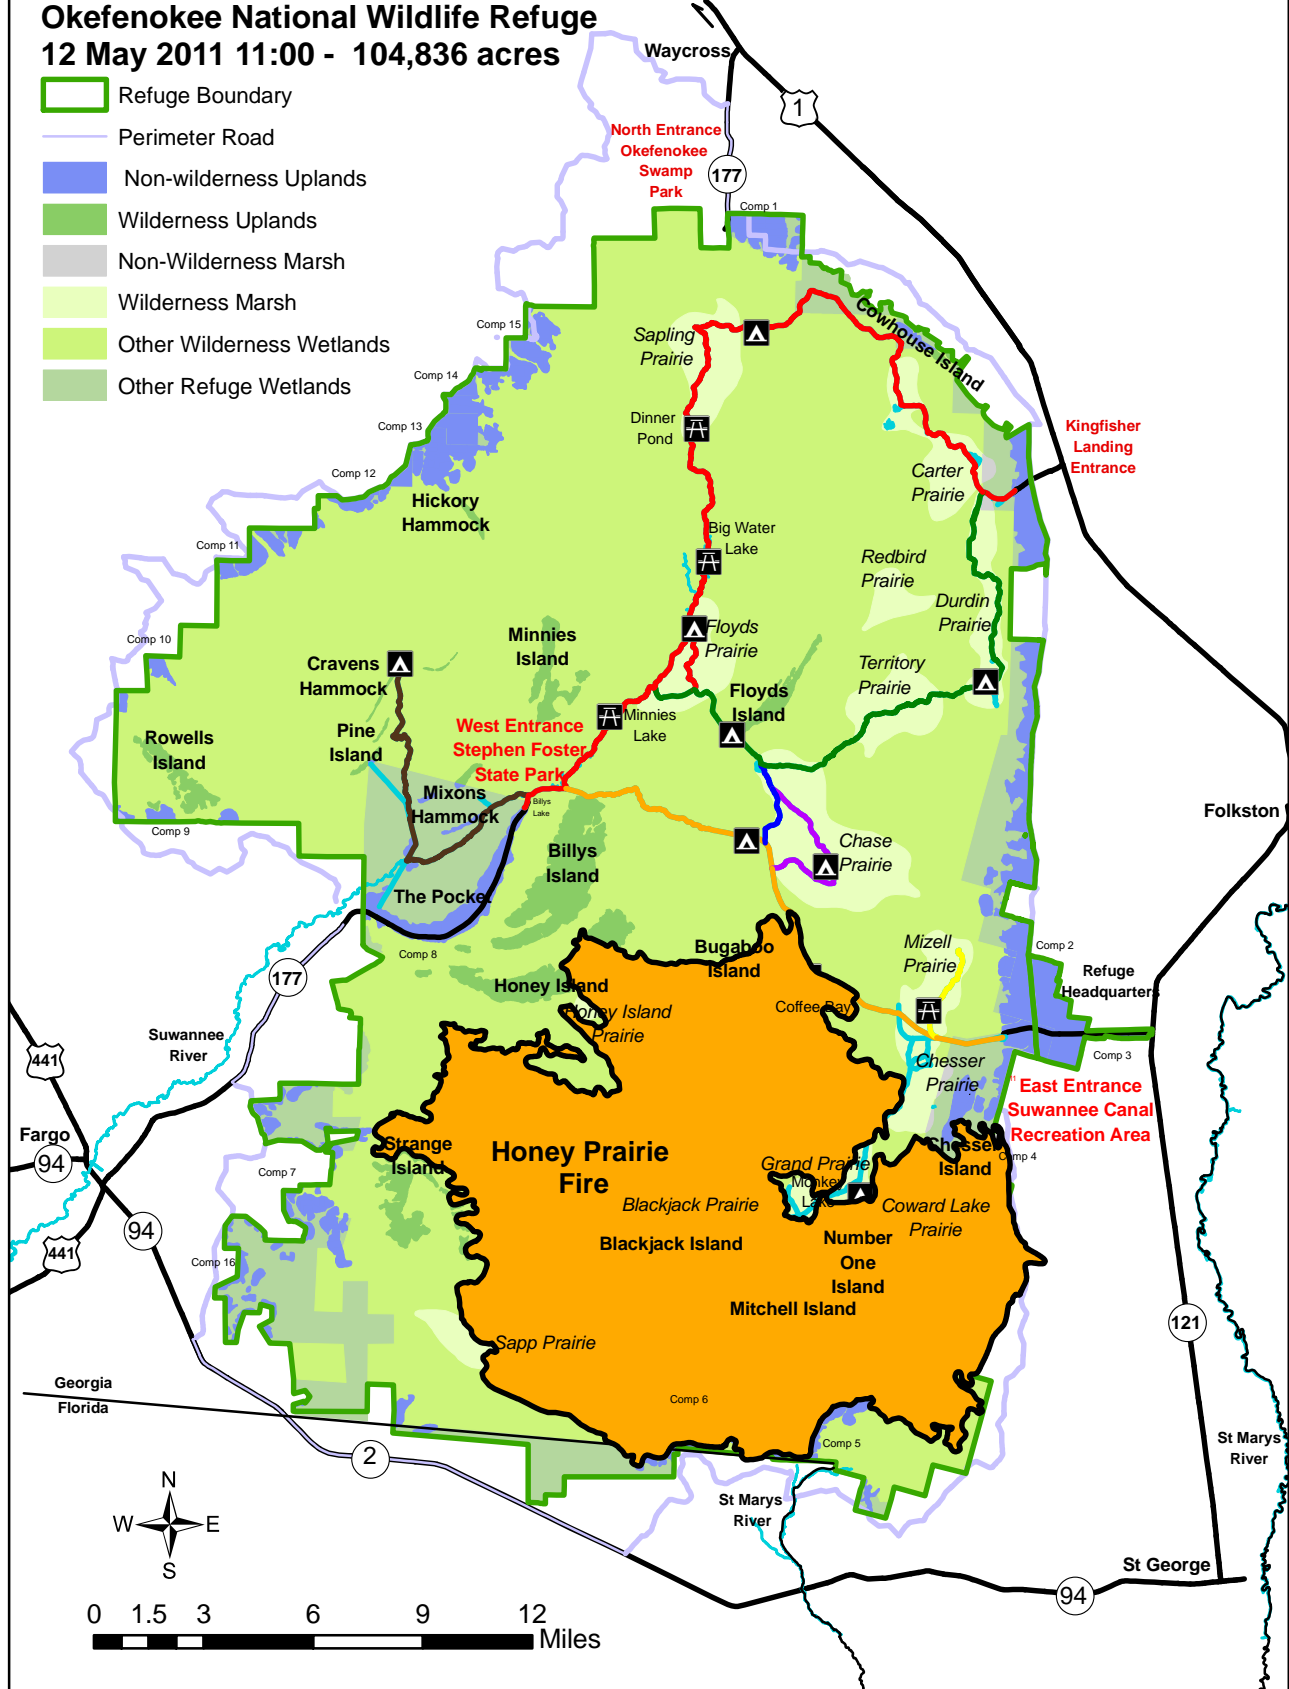 Okefenokee National Wildlife Refuge
12 May 2011 11:00 - 104,836 acres
Refuge Boundary
Perimeter Road
Non-wilderness Uplands
Wilderness Uplands
Non-Wilderness Marsh
Wilderness Marsh
Other Wilderness Wetlands
Other Refuge Wetlands
Waycross
1
North Entrance
Okefenokee
Swamp
Park
177
Comp 1
Cowhouse Island
Comp 15
Sapling
Prairie
Comp 14
Dinner
Pond
Comp 13
Kingfisher
Landing
Entrance
Comp 12
Carter
Prairie
Hickory
Hammock
Big Water
Lake
Comp 11
Redbird
Prairie
Durdin
Prairie
Comp 10
Minnies
Island
Floyds
Prairie
Cravens
Hammock
Territory
Prairie
Floyds
Island
Pine
Island
West Entrance
Stephen Foster
State Park
Minnies
Lake
Rowells
Island
Mixons
Hammock
Billys
Lake
Folkston
Comp 9
Billys
Island
Chase
Prairie
The Pocket
Comp 8
Bugaboo
Island
Mizell
Prairie
Comp 2
Refuge
Headquarters
177
Honey Island
Honey Island
Prairie
Coffee Bay
Suwannee
River
441
Comp 3
Chesser
Prairie
East Entrance
Suwannee Canal
Recreation Area
Fargo
94
Strange
Island
Honey Prairie
Fire
Chesser
Island
Comp 4
Comp 7
Grand Prairie
Monkey
Lake
Blackjack Prairie
Coward Lake
Prairie
94
441
Blackjack Island
Number
One
Island
Comp 16
Mitchell Island
121
Sapp Prairie
Georgia
Florida
Comp 6
Comp 5
2
St Marys
River
St Marys
River
N
W
E
S
St George
94
0 1.5 3 6 9 12
Miles